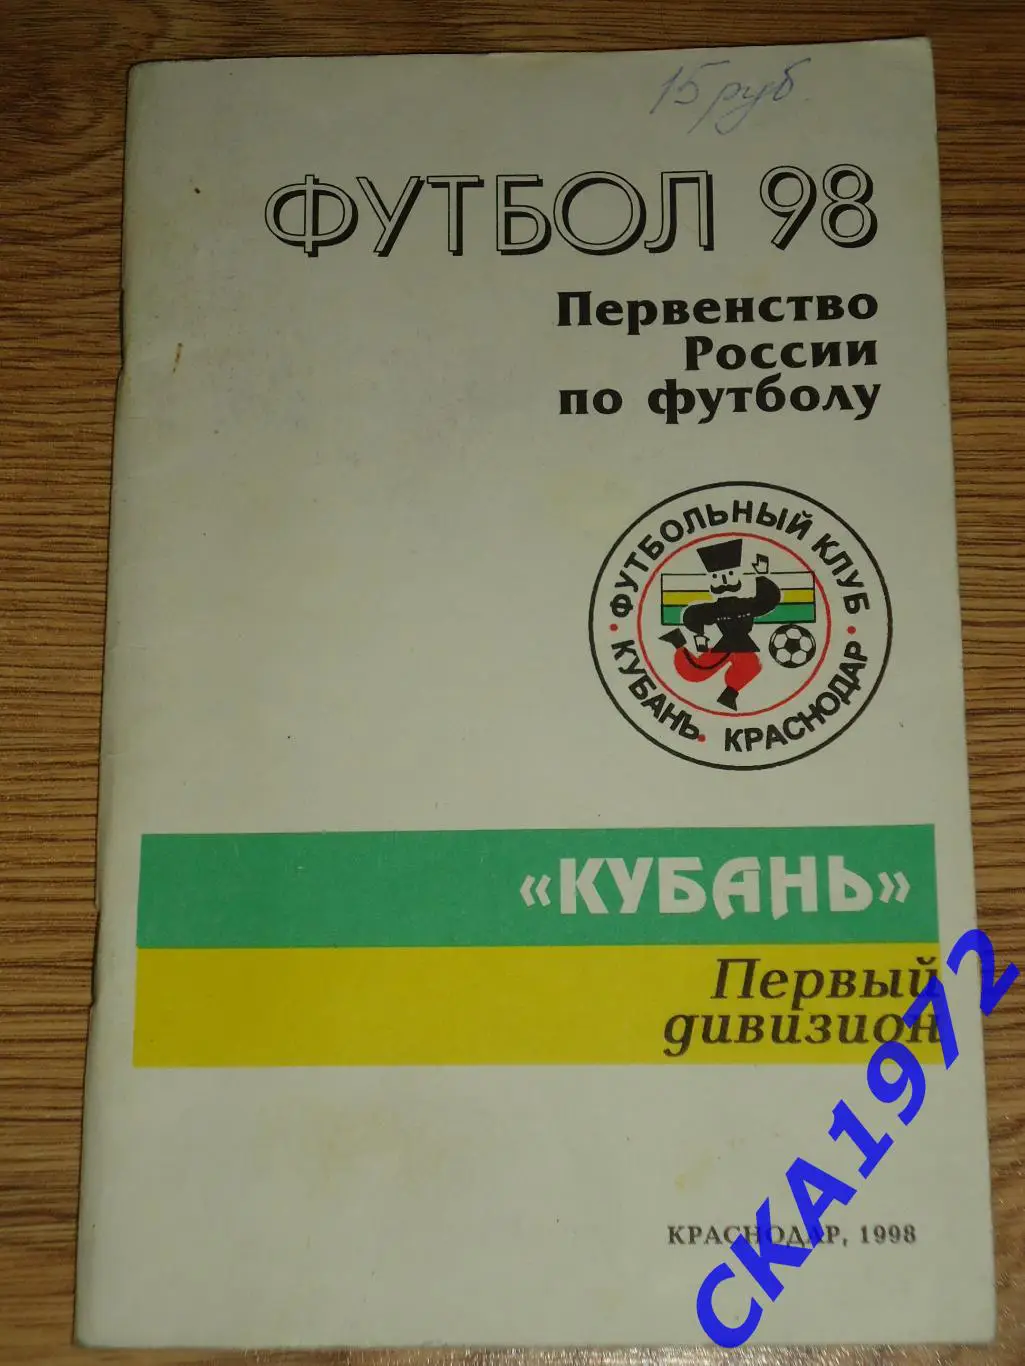 15 руб.
ФУТБОЛ 98
Первенство
России
по футболу
ФУТБОЛЬНЫЙ КЛУБ
КУБАНЬ. КРАСНОДАР
«КУБАНЬ»
Первый
дивизион
КРАСНОДАР, 1998
СКА1972